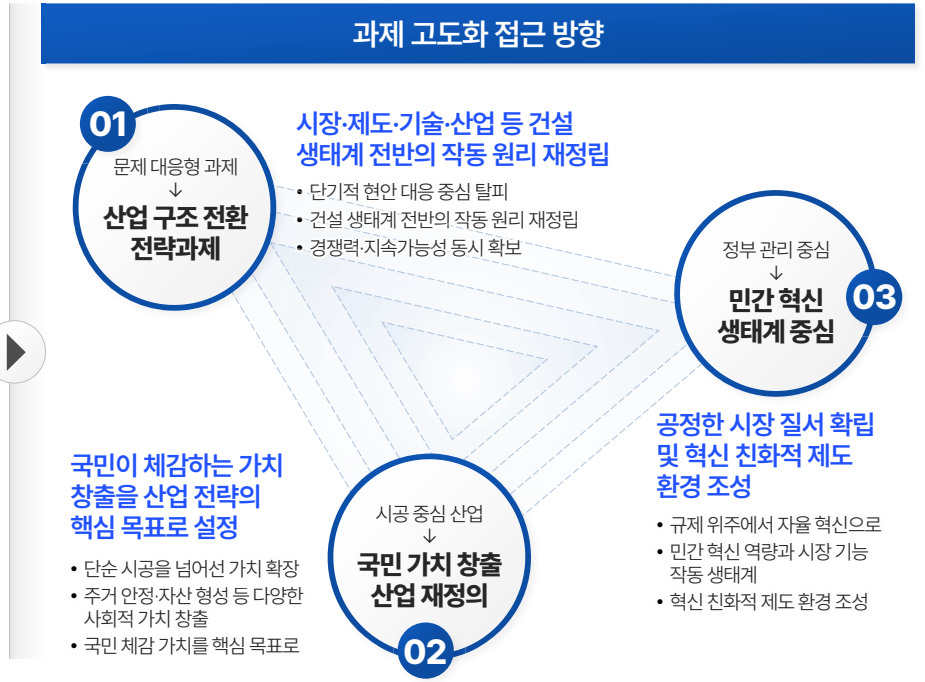 과제 고도화 접근 방향
01
문제 대응형 과제
↓
산업 구조 전환
전략과제
시장·제도·기술·산업 등 건설
생태계 전반의 작동 원리 재정립
• 단기적 현안 대응 중심 탈피
• 건설 생태계 전반의 작동 원리 재정립
• 경쟁력·지속가능성 동시 확보
국민이 체감하는 가치
창출을 산업 전략의
핵심 목표로 설정
• 단순 시공을 넘어선 가치 확장
• 주거 안정·자산 형성 등 다양한
사회적 가치 창출
• 국민 체감 가치를 핵심 목표로
시공 중심 산업
↓
국민 가치 창출
산업 재정의
02
정부 관리 중심
↓
민간 혁신
생태계 중심
03
공정한 시장 질서 확립
및 혁신 친화적 제도
환경 조성
• 규제 위주에서 자율 혁신으로
• 민간 혁신 역량과 시장 기능
작동 생태계
• 혁신 친화적 제도 환경 조성